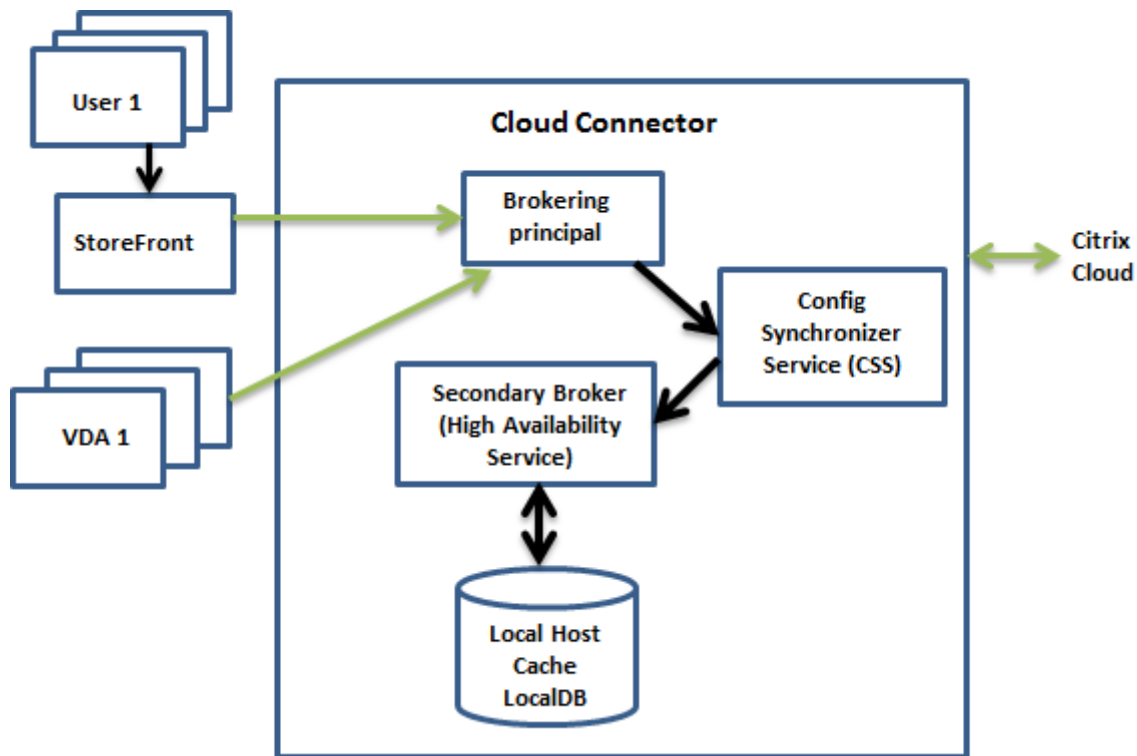 User 1
Cloud Connector
StoreFront
Brokering
principal
Citrix
Cloud
Config
Synchronizer
Service (CSS)
Secondary Broker
(High Availability
Service)
VDA 1
Local Host
Cache
LocalDB